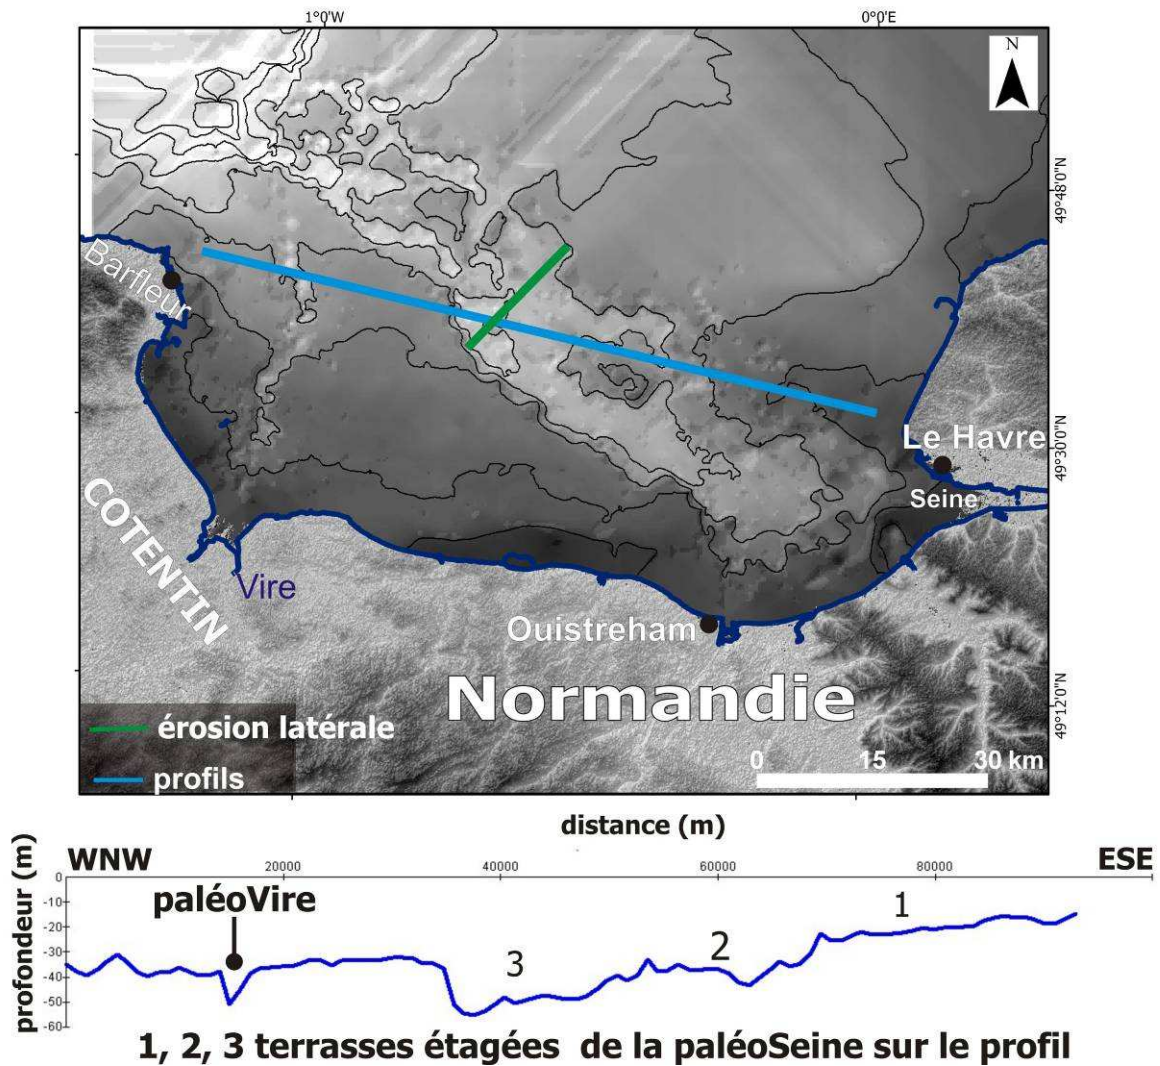 1°0'W 0°0'E
N
49°48'0"N
Barfleur
49°30'0"N
Le Havre
Seine
COTENTIN
Vire
Ouistreham
Normandie
49°12'0"N
érosion latérale
profils
0 15 30 km
distance (m)
WNW ESE
20000 40000 60000 80000
profondeur (m)
0
-10
-20
-30
-40
-50
-60
paléoVire
3 2 1
1, 2, 3 terrasses étagées de la paléoSeine sur le profil